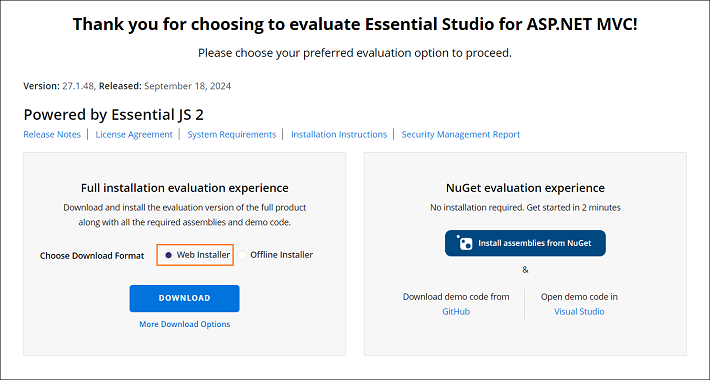 Thank you for choosing to evaluate Essential Studio for ASP.NET MVC!
Please choose your preferred evaluation option to proceed.
Version: 27.1.48, Released: September 18, 2024
Powered by Essential JS 2
Release Notes | License Agreement | System Requirements | Installation Instructions | Security Management Report
Full installation evaluation experience
Download and install the evaluation version of the full product
along with all the required assemblies and demo code.
Choose Download Format Web Installer Offline Installer
DOWNLOAD
More Download Options
NuGet evaluation experience
No installation required. Get started in 2 minutes
Install assemblies from NuGet
&
Download demo code from
GitHub
Open demo code in
Visual Studio